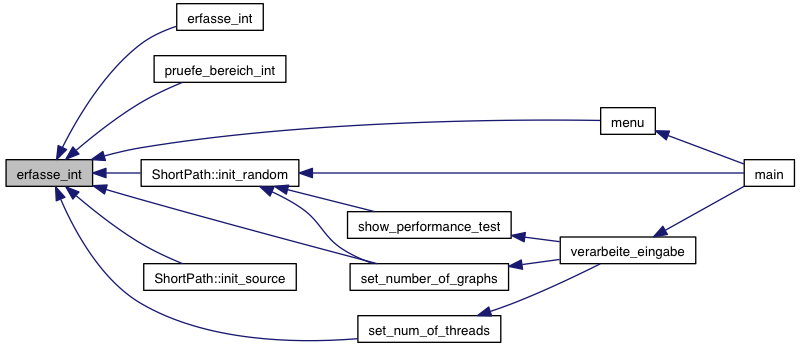 erfasse_int
pruefe_bereich_int
menu
erfasse_int
ShortPath::init_random
main
show_performance_test
verarbeite_eingabe
ShortPath::init_source
set_number_of_graphs
set_num_of_threads